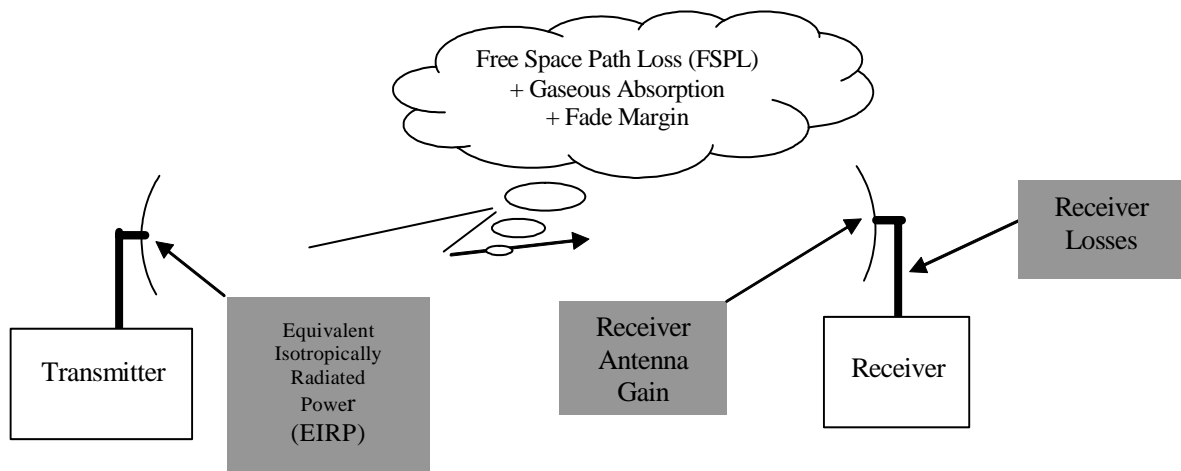 Free Space Path Loss (FSPL)
+ Gaseous Absorption
+ Fade Margin
Receiver
Losses
Transmitter
Equivalent
Isotropically
Radiated
Power
(EIRP)
Receiver
Antenna
Gain
Receiver